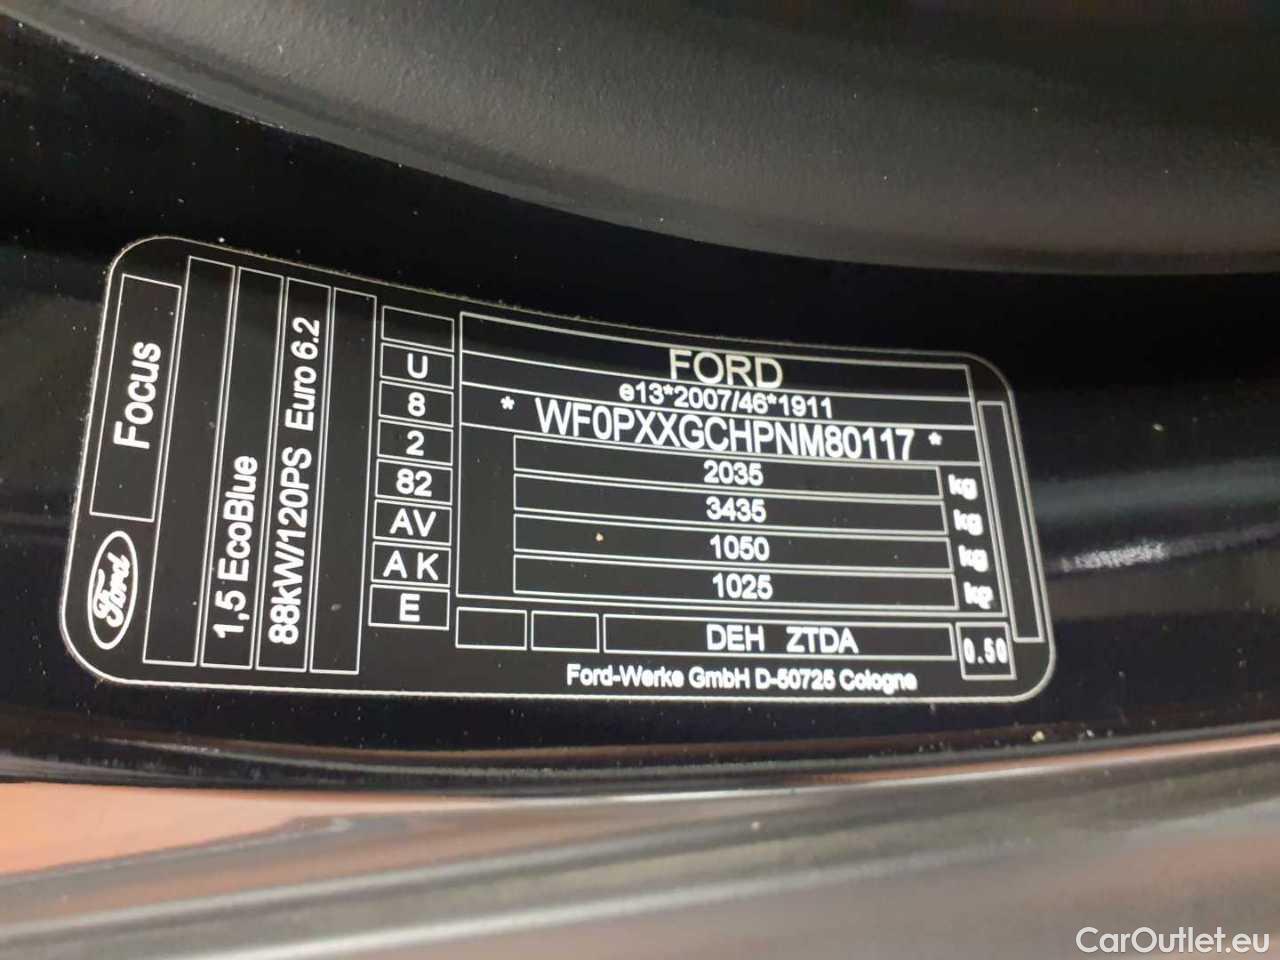 Focus
Ford
1,5 EcoBlue
88kW/120PS Euro 6.2
U
8
2
82
AV
A K
E
FORD
e13*2007/46*1911
* WF0PXXGCHPNM80117 *
2035 kg
3435 kg
1050 kg
1025 kg
DEH ZTDA
0.50
Ford-Werke GmbH D-50725 Cologne
CarOutlet.eu